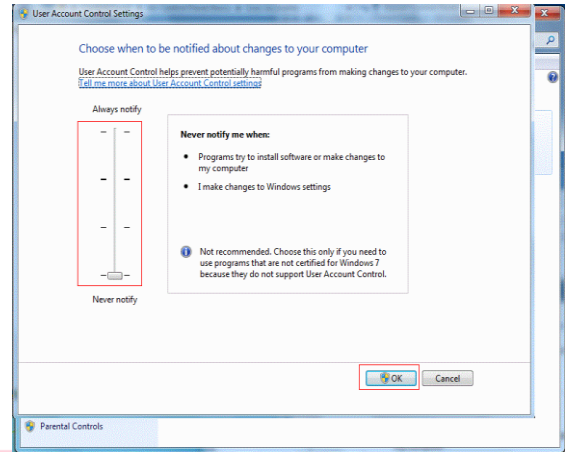 User Account Control Settings
Choose when to be notified about changes to your computer
User Account Control helps prevent potentially harmful programs from making changes to your computer.
Tell me more about User Account Control settings
Always notify
Never notify me when:
Programs try to install software or make changes to
my computer
I make changes to Windows settings
Not recommended. Choose this only if you need to
use programs that are not certified for Windows 7
because they do not support User Account Control.
Never notify
OK
Cancel
Parental Controls